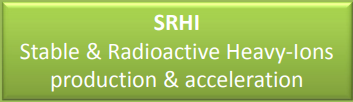 SRHI
Stable & Radioactive Heavy-Ions
production & acceleration